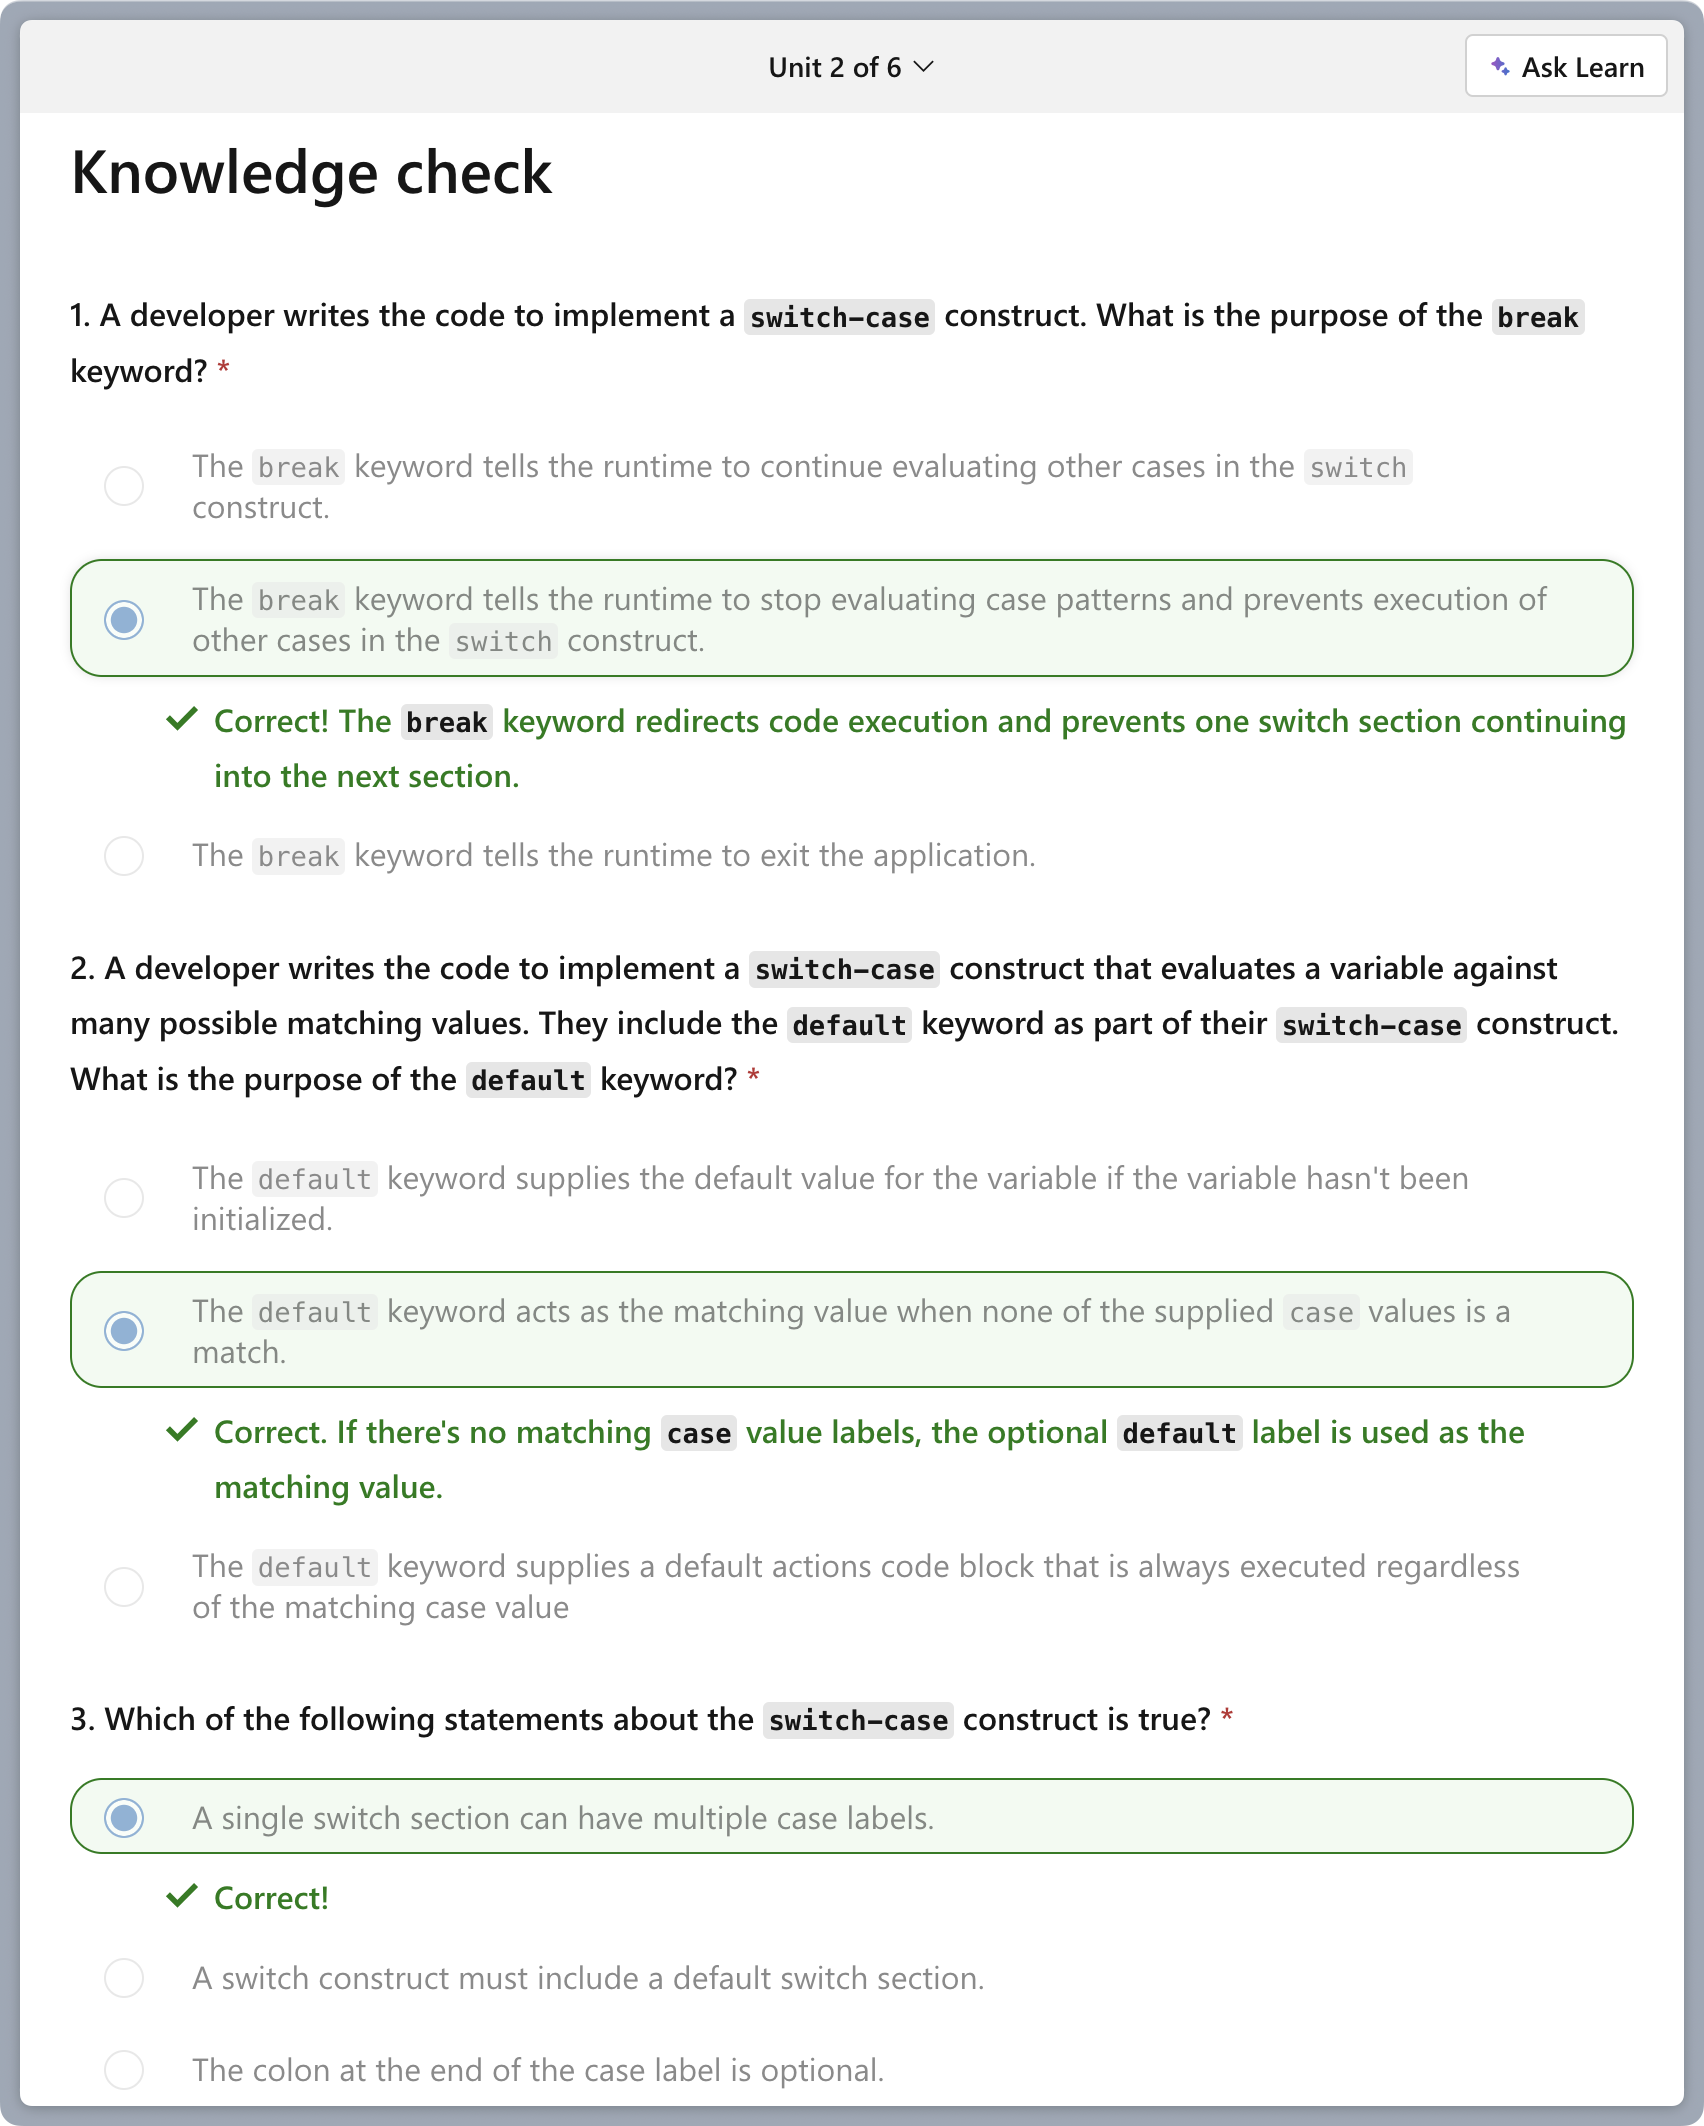 Unit 2 of 6
Ask Learn
Knowledge check
1. A developer writes the code to implement a switch-case construct. What is the purpose of the break
keyword? *
The break keyword tells the runtime to continue evaluating other cases in the switch
construct.
The break keyword tells the runtime to stop evaluating case patterns and prevents execution of
other cases in the switch construct.
Correct! The break keyword redirects code execution and prevents one switch section continuing
into the next section.
The break keyword tells the runtime to exit the application.
2. A developer writes the code to implement a switch-case construct that evaluates a variable against
many possible matching values. They include the default keyword as part of their switch-case construct.
What is the purpose of the default keyword? *
The default keyword supplies the default value for the variable if the variable hasn't been
initialized.
The default keyword acts as the matching value when none of the supplied case values is a
match.
Correct. If there's no matching case value labels, the optional default label is used as the
matching value.
The default keyword supplies a default actions code block that is always executed regardless
of the matching case value
3. Which of the following statements about the switch-case construct is true? *
A single switch section can have multiple case labels.
Correct!
A switch construct must include a default switch section.
The colon at the end of the case label is optional.